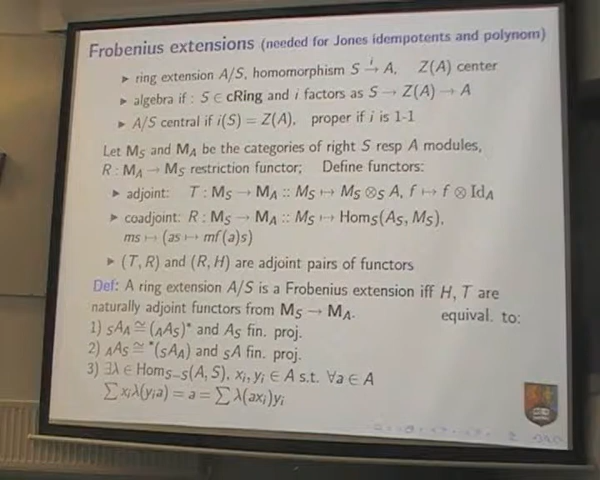 Frobenius extensions (needed for Jones idempotents and polynom)
▸ ring extension A/S, homomorphism S →ⁱ A, Z(A) center
▸ algebra if : S ∈ cRing and i factors as S → Z(A) → A
▸ A/S central if i(S) = Z(A), proper if i is 1-1
Let M_S and M_A be the categories of right S resp A modules,
R : M_A → M_S restriction functor; Define functors:
▸ adjoint: T : M_S → M_A :: M_S ↦ M_S ⊗_S A, f ↦ f ⊗ Id_A
▸ coadjoint: R : M_S → M_A :: M_S ↦ Hom_S(A_S, M_S),
ms ↦ (as ↦ mf(a)s)
▸ (T, R) and (R, H) are adjoint pairs of functors
Def: A ring extension A/S is a Frobenius extension iff H, T are
naturally adjoint functors from M_S → M_A. equival. to:
1) _SA_A ≅ (_AA_S)* and A_S fin. proj.
2) _AA_S ≅ *(_SA_A) and _SA fin. proj.
3) ∃λ ∈ Hom_{S−S}(A, S), x_i, y_i ∈ A s.t. ∀a ∈ A
∑ x_iλ(y_ia) = a = ∑ λ(ax_i)y_i